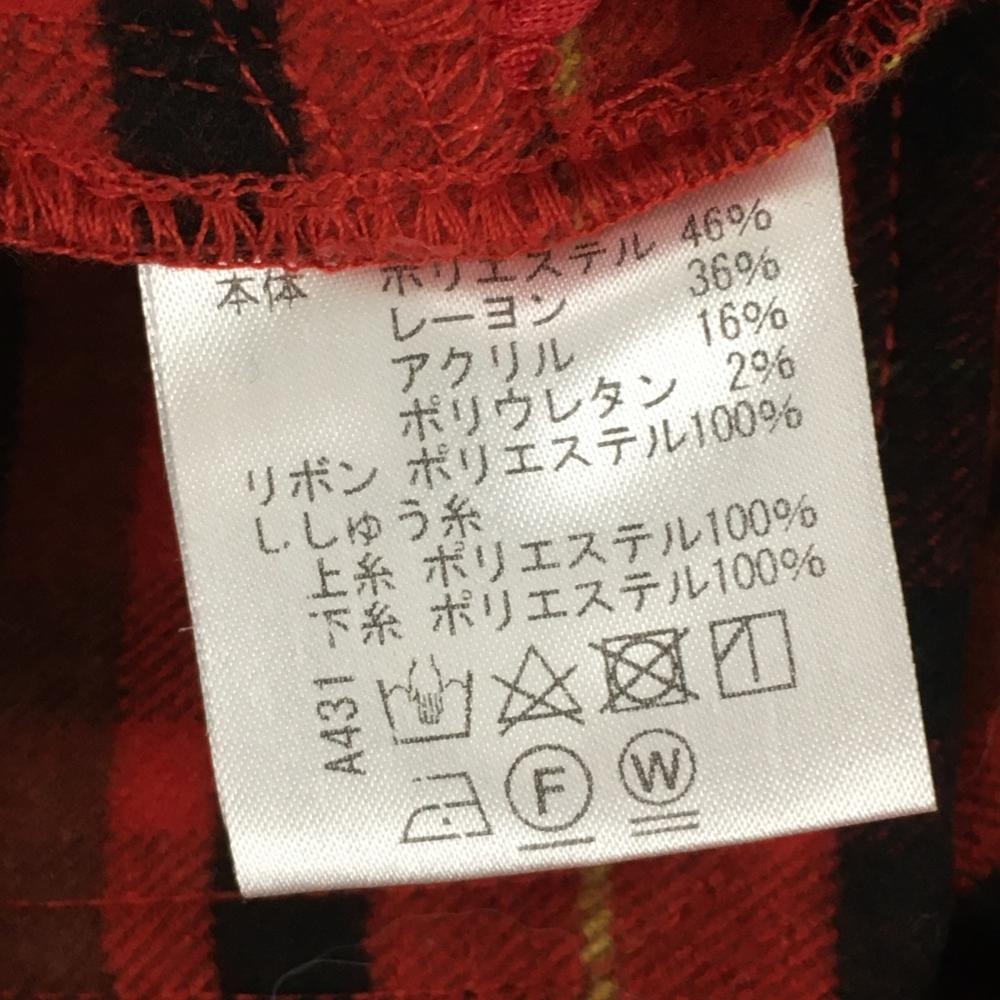 本体 ポリエステル 46%
レーヨン 36%
アクリル 16%
ポリウレタン 2%
リボン ポリエステル100%
ししゅう糸
上糸 ポリエステル100%
下糸 ポリエステル100%
A431
F W